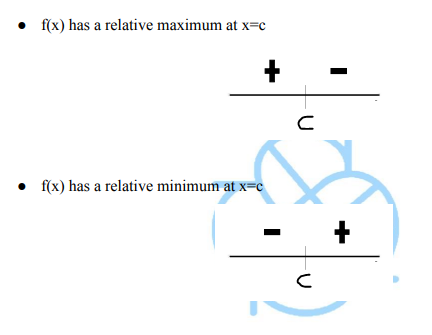 ● f(x) has a relative maximum at x=c
+ -
c
● f(x) has a relative minimum at x=c
- +
c